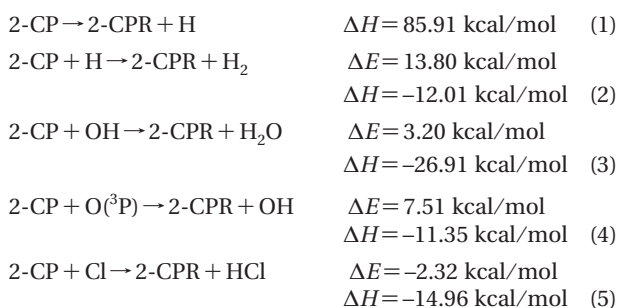 2-CP → 2-CPR + H ΔH = 85.91 kcal/mol (1)
2-CP + H → 2-CPR + H₂ ΔE = 13.80 kcal/mol
ΔH = –12.01 kcal/mol (2)
2-CP + OH → 2-CPR + H₂O ΔE = 3.20 kcal/mol
ΔH = –26.91 kcal/mol (3)
2-CP + O(³P) → 2-CPR + OH ΔE = 7.51 kcal/mol
ΔH = –11.35 kcal/mol (4)
2-CP + Cl → 2-CPR + HCl ΔE = –2.32 kcal/mol
ΔH = –14.96 kcal/mol (5)